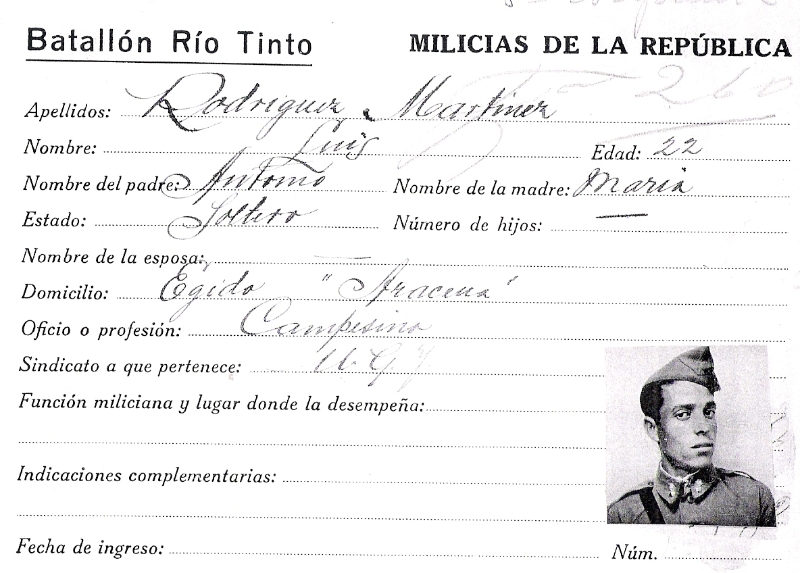 Batallón Río Tinto
MILICIAS DE LA REPÚBLICA
260
Apellidos: Rodriguez Martinez
Nombre: Luis Edad: 22
Nombre del padre: Antonio Nombre de la madre: Maria
Estado: Soltero Número de hijos: —
Nombre de la esposa: —
Domicilio: Egido "Aracena"
Oficio o profesión: Campesino
Sindicato a que pertenece: U.G.T
Función miliciana y lugar donde la desempeña:
Indicaciones complementarias:
Fecha de ingreso: Núm.